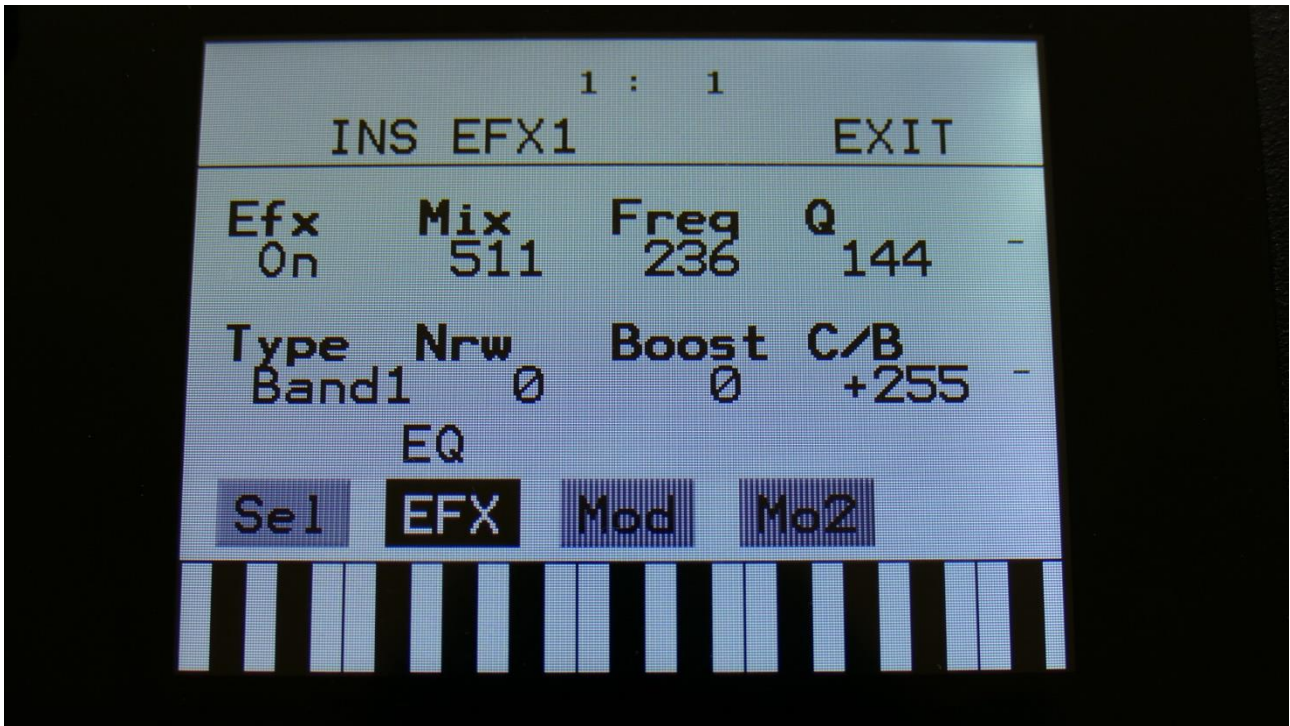 1 : 1
INS EFX1 EXIT
Efx Mix Freq Q
On 511 236 144 -
Type Nrw Boost C/B
Band1 0 0 +255 -
EQ
Sel EFX Mod Mo2